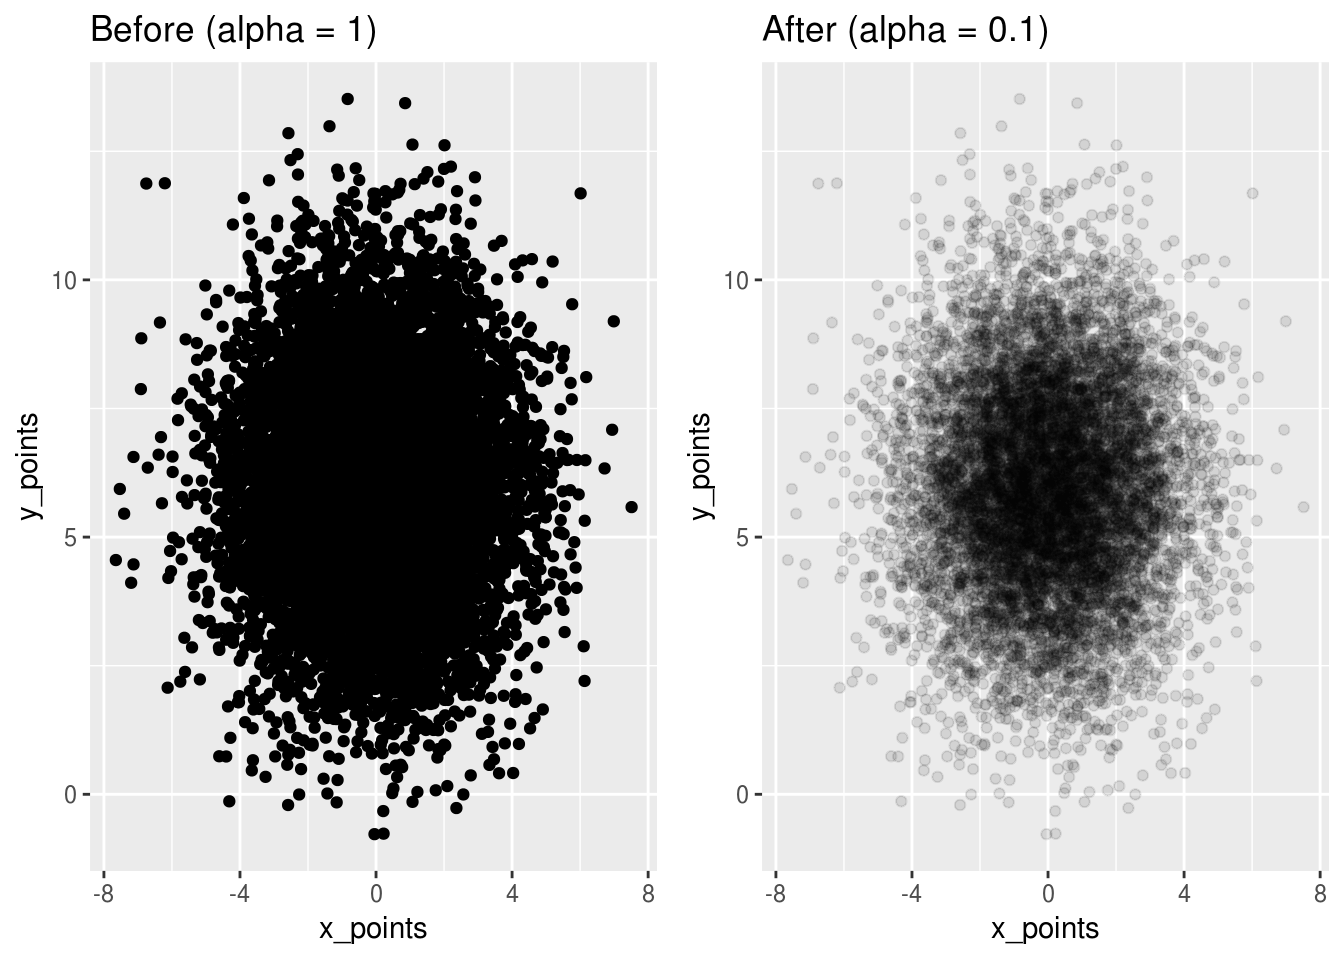 Before (alpha = 1)
After (alpha = 0.1)
y_points
10
5
0
-8
-4
0
4
8
x_points
y_points
10
5
0
-8
-4
0
4
8
x_points